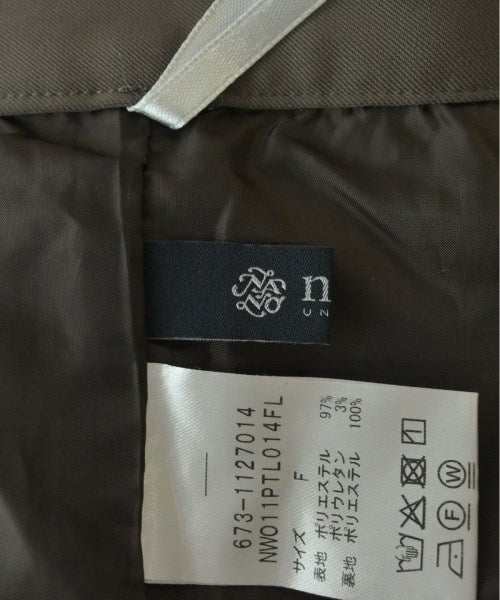 n
673-1127014
NWO11PTL014FL
サイズ F
表地 ポリエステル 97%
ポリウレタン 3%
裏地 ポリエステル 100%
F W